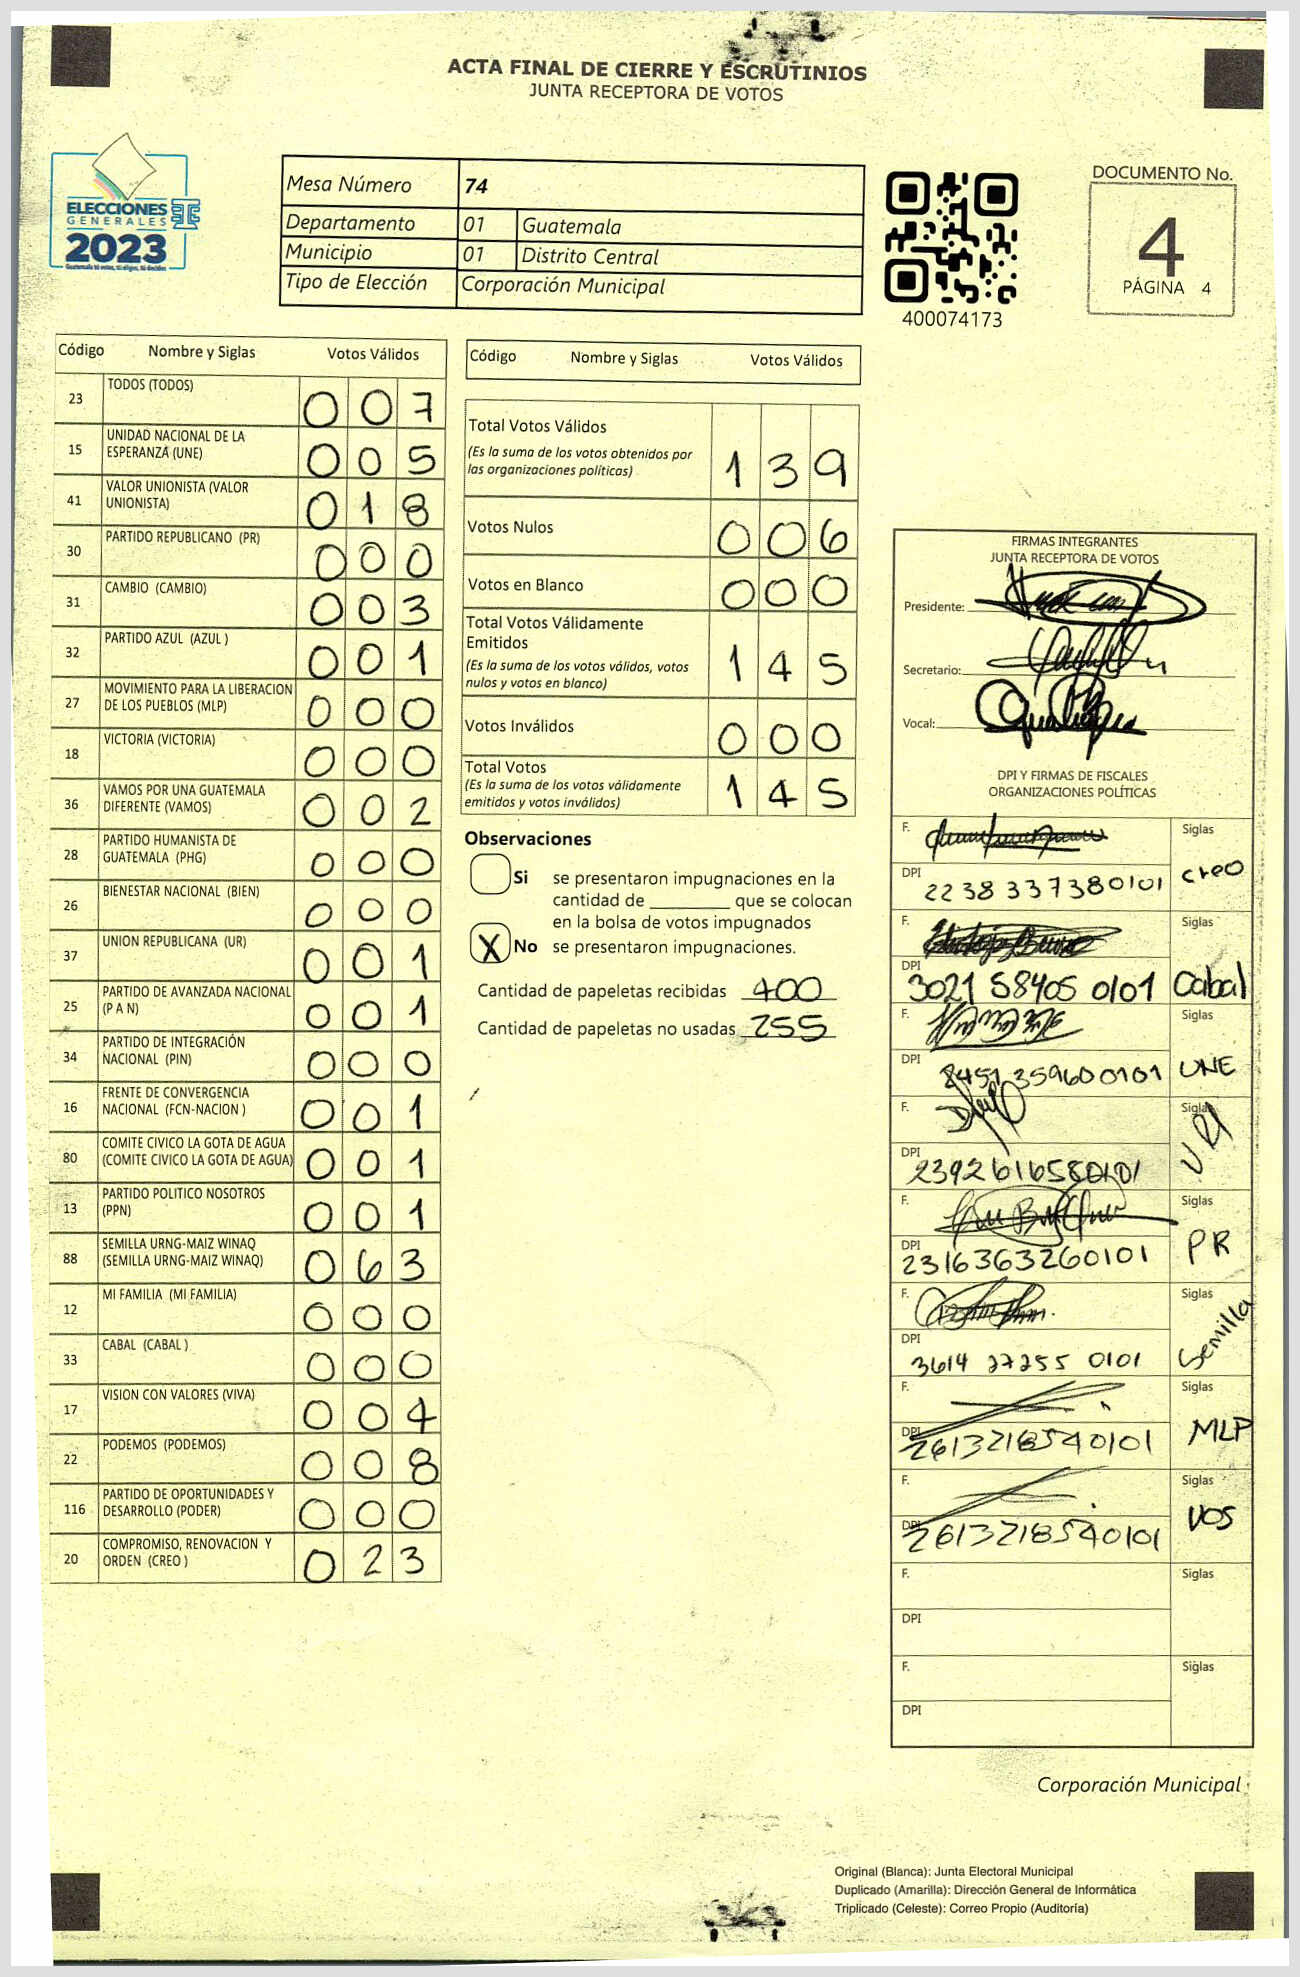 ACTA FINAL DE CIERRE Y ESCRUTINIOS
JUNTA RECEPTORA DE VOTOS
ELECCIONES
GENERALES
2023
Guatemala tú votas, tú eliges, tú decides
Mesa Número 74
Departamento 01 Guatemala
Municipio 01 Distrito Central
Tipo de Elección Corporación Municipal
400074173
DOCUMENTO No.
4
PÁGINA 4
Código Nombre y Siglas Votos Válidos
23 TODOS (TODOS) 0 0 7
15 UNIDAD NACIONAL DE LA
ESPERANZA (UNE) 0 0 5
41 VALOR UNIONISTA (VALOR
UNIONISTA) 0 1 8
30 PARTIDO REPUBLICANO (PR) 0 0 0
31 CAMBIO (CAMBIO) 0 0 3
32 PARTIDO AZUL (AZUL ) 0 0 1
27 MOVIMIENTO PARA LA LIBERACION
DE LOS PUEBLOS (MLP) 0 0 0
18 VICTORIA (VICTORIA) 0 0 0
36 VAMOS POR UNA GUATEMALA
DIFERENTE (VAMOS) 0 0 2
28 PARTIDO HUMANISTA DE
GUATEMALA (PHG) 0 0 0
26 BIENESTAR NACIONAL (BIEN) 0 0 0
37 UNION REPUBLICANA (UR) 0 0 1
25 PARTIDO DE AVANZADA NACIONAL
(P A N) 0 0 1
34 PARTIDO DE INTEGRACIÓN
NACIONAL (PIN) 0 0 0
16 FRENTE DE CONVERGENCIA
NACIONAL (FCN-NACION ) 0 0 1
80 COMITE CIVICO LA GOTA DE AGUA
(COMITE CIVICO LA GOTA DE AGUA) 0 0 1
13 PARTIDO POLITICO NOSOTROS
(PPN) 0 0 1
88 SEMILLA URNG-MAIZ WINAQ
(SEMILLA URNG-MAIZ WINAQ) 0 6 3
12 MI FAMILIA (MI FAMILIA) 0 0 0
33 CABAL (CABAL ) 0 0 0
17 VISION CON VALORES (VIVA) 0 0 4
22 PODEMOS (PODEMOS) 0 0 8
116 PARTIDO DE OPORTUNIDADES Y
DESARROLLO (PODER) 0 0 0
20 COMPROMISO, RENOVACION Y
ORDEN (CREO ) 0 2 3
Código Nombre y Siglas Votos Válidos
Total Votos Válidos
(Es la suma de los votos obtenidos por
las organizaciones políticas) 1 3 9
Votos Nulos 0 0 6
Votos en Blanco 0 0 0
Total Votos Válidamente
Emitidos
(Es la suma de los votos válidos, votos
nulos y votos en blanco) 1 4 5
Votos Inválidos 0 0 0
Total Votos
(Es la suma de los votos válidamente
emitidos y votos inválidos) 1 4 5
Observaciones
Si se presentaron impugnaciones en la
cantidad de ________ que se colocan
en la bolsa de votos impugnados
X No se presentaron impugnaciones.
Cantidad de papeletas recibidas 400
Cantidad de papeletas no usadas 255
FIRMAS INTEGRANTES
JUNTA RECEPTORA DE VOTOS
Presidente:
Secretario:
Vocal:
DPI Y FIRMAS DE FISCALES
ORGANIZACIONES POLÍTICAS
F. Siglas
DPI 2238 337380101 creo
F. Siglas
DPI 3021 58405 0101 Cabal
F. Siglas
DPI 359600101 UNE
F. Siglas
DPI 2392616580101
F. Siglas
DPI 2316363260101 PR
F. Siglas
DPI 3614 27255 0101 Semilla
F. Siglas
DPI 2613218540101 MLP
F. Siglas
DPI 2613218540101 VOS
F. Siglas
DPI
F. Siglas
DPI
Corporación Municipal
Original (Blanca): Junta Electoral Municipal
Duplicado (Amarilla): Dirección General de Informática
Triplicado (Celeste): Correo Propio (Auditoría)